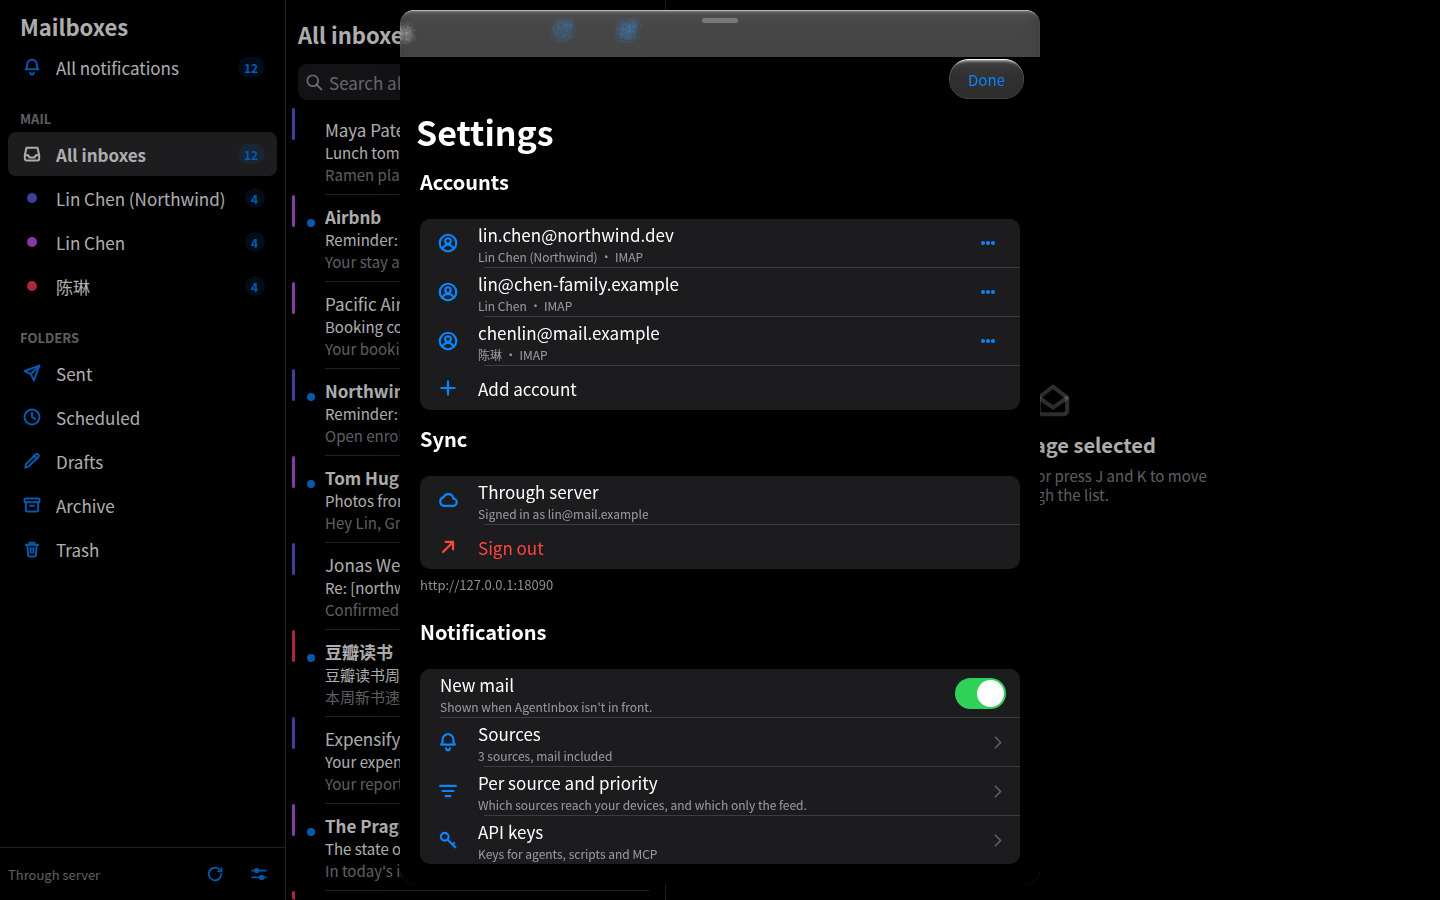 Mailboxes
All notifications
12
MAIL
All inboxes
12
Lin Chen (Northwind)
4
Lin Chen
4
陈琳
4
FOLDERS
Sent
Scheduled
Drafts
Archive
Trash
Through server
All inboxe
Search al
Maya Pate
Lunch tom
Ramen pla
Airbnb
Reminder:
Your stay a
Pacific Air
Booking co
Your booki
Northwin
Reminder:
Open enrol
Tom Hug
Photos from
Hey Lin, Gr
Jonas We
Re: [northw
Confirmed
豆瓣读书
豆瓣读书周
本周新书速
Expensify
Your expen
Your report
The Prag
The state o
In today's i
Done
Settings
Accounts
lin.chen@northwind.dev
Lin Chen (Northwind) • IMAP
lin@chen-family.example
Lin Chen • IMAP
chenlin@mail.example
陈琳 • IMAP
Add account
Sync
Through server
Signed in as lin@mail.example
Sign out
http://127.0.0.1:18090
Notifications
New mail
Shown when AgentInbox isn't in front.
Sources
3 sources, mail included
Per source and priority
Which sources reach your devices, and which only the feed.
API keys
Keys for agents, scripts and MCP
age selected
or press J and K to move
gh the list.